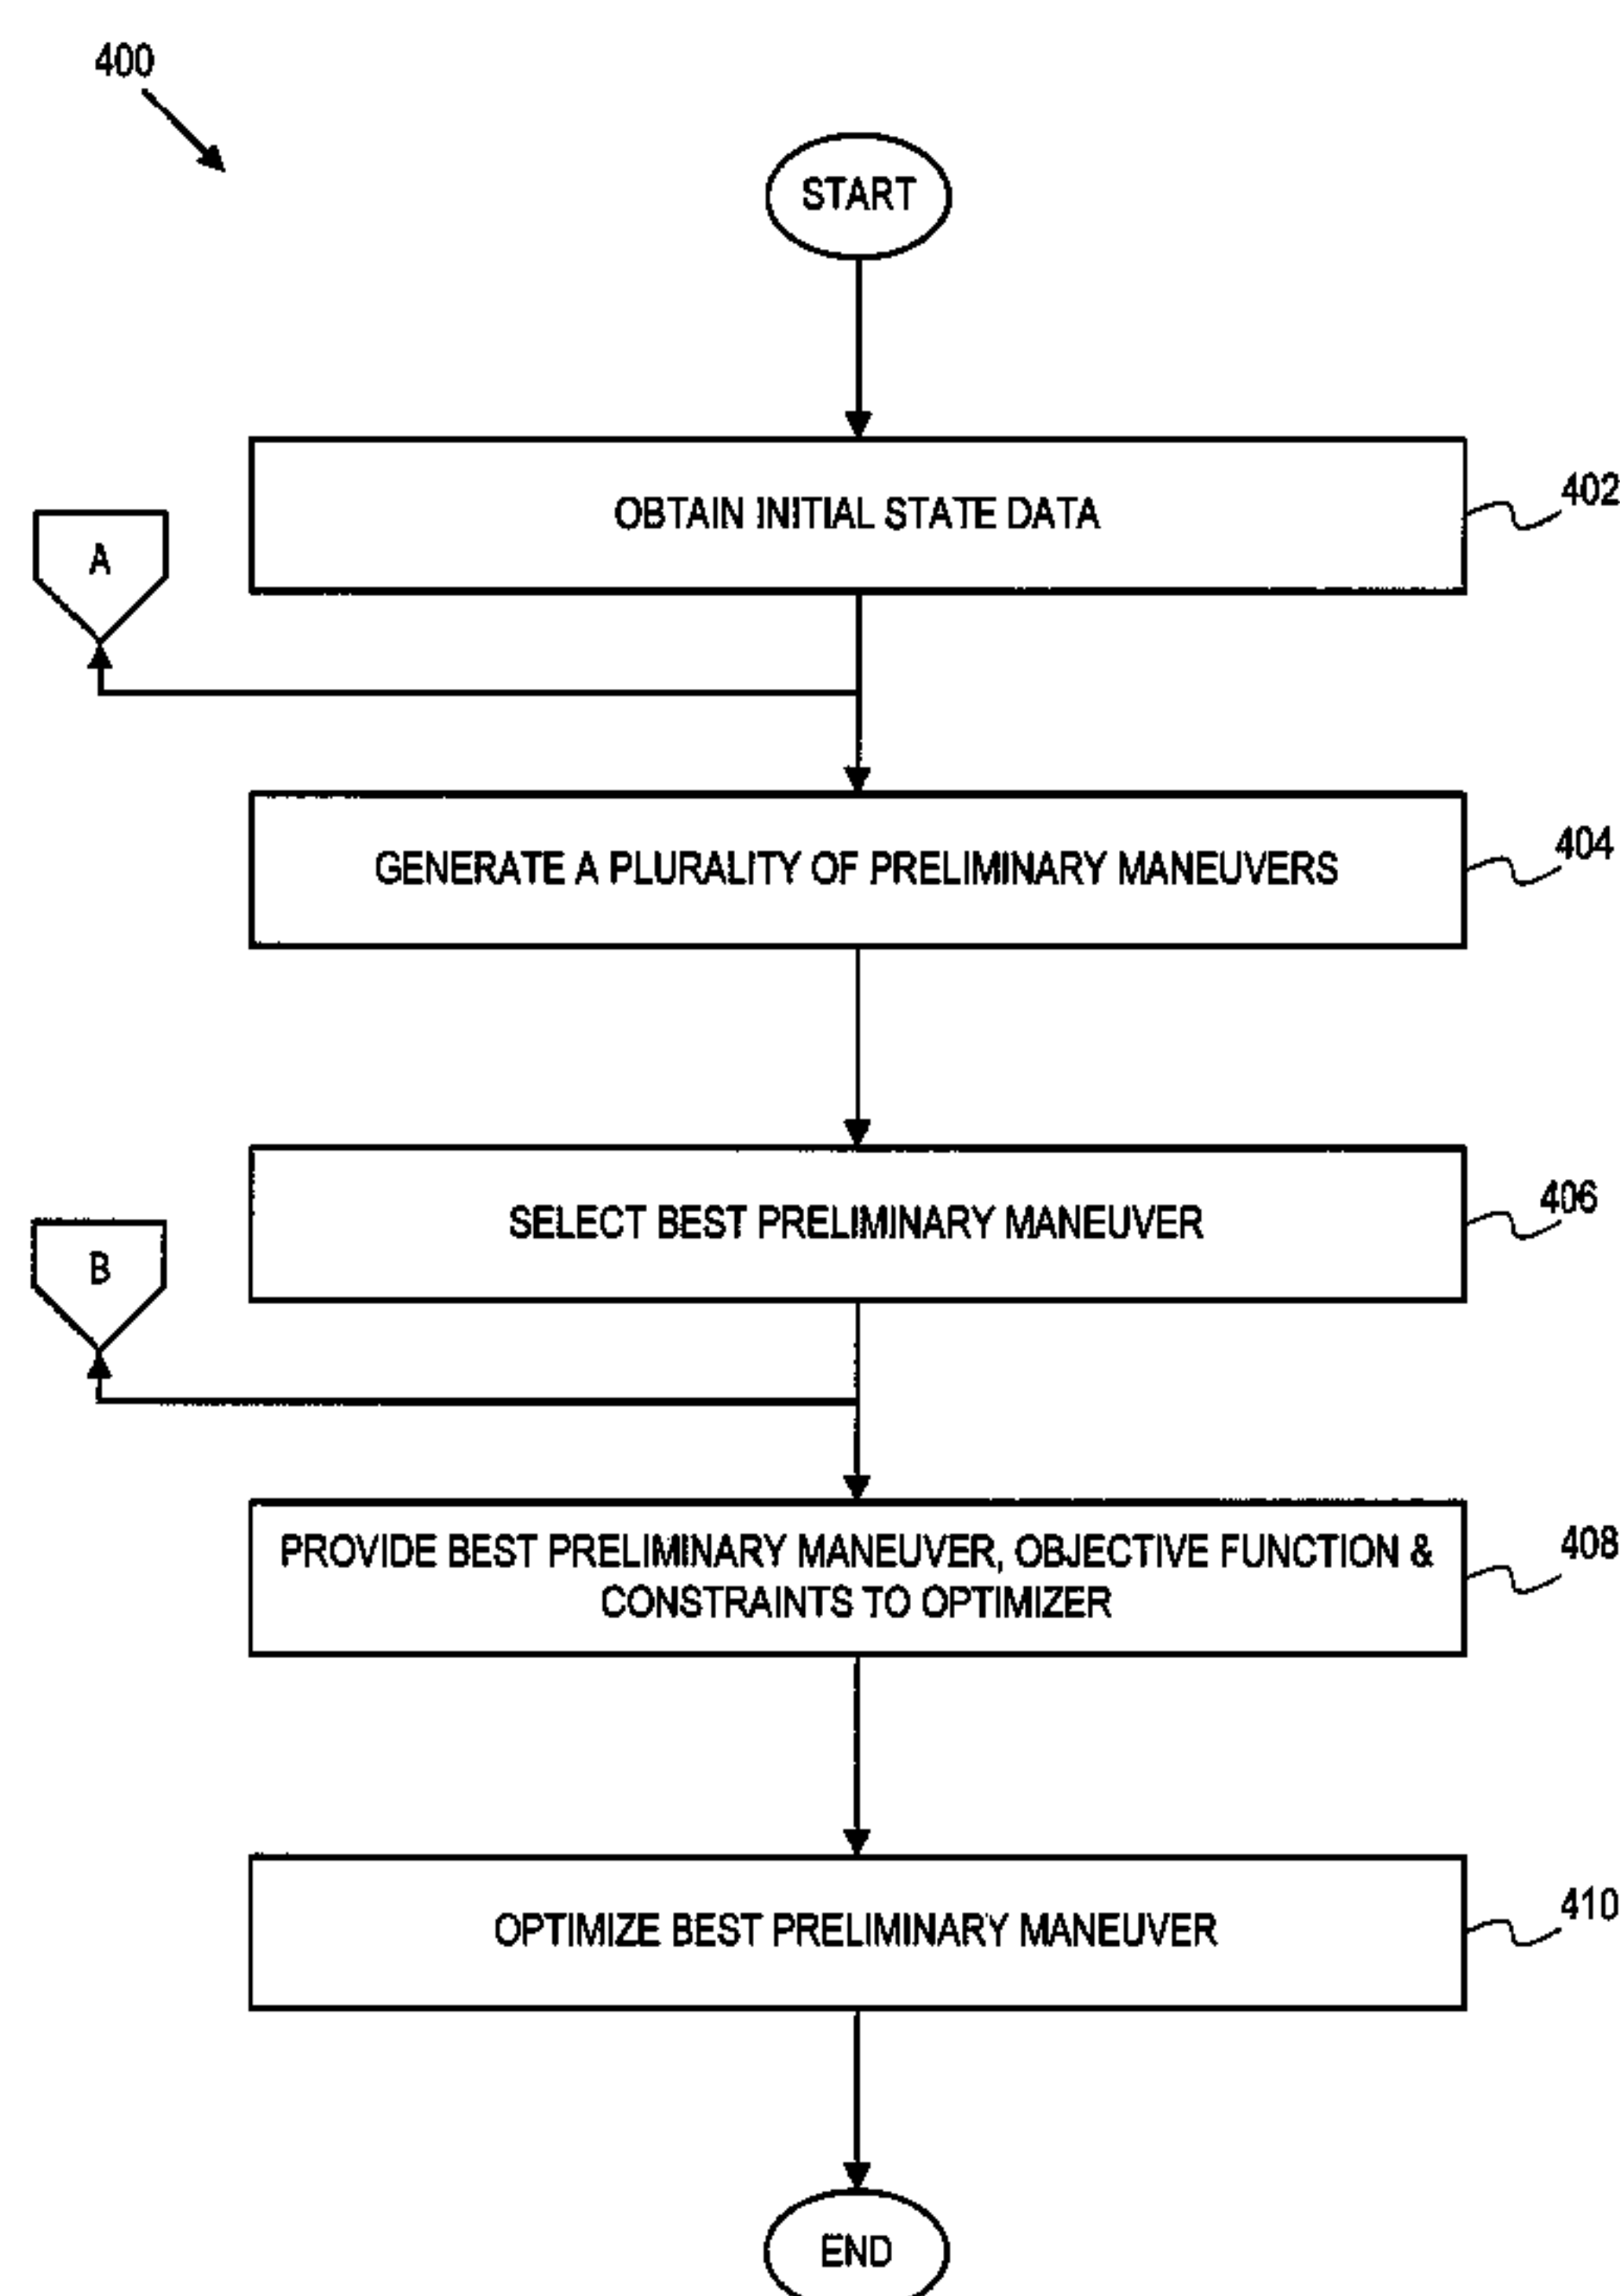 400
START
OBTAIN INITIAL STATE DATA
402
A
GENERATE A PLURALITY OF PRELIMINARY MANEUVERS
404
SELECT BEST PRELIMINARY MANEUVER
406
B
PROVIDE BEST PRELIMINARY MANEUVER, OBJECTIVE FUNCTION &
CONSTRAINTS TO OPTIMIZER
408
OPTIMIZE BEST PRELIMINARY MANEUVER
410
END